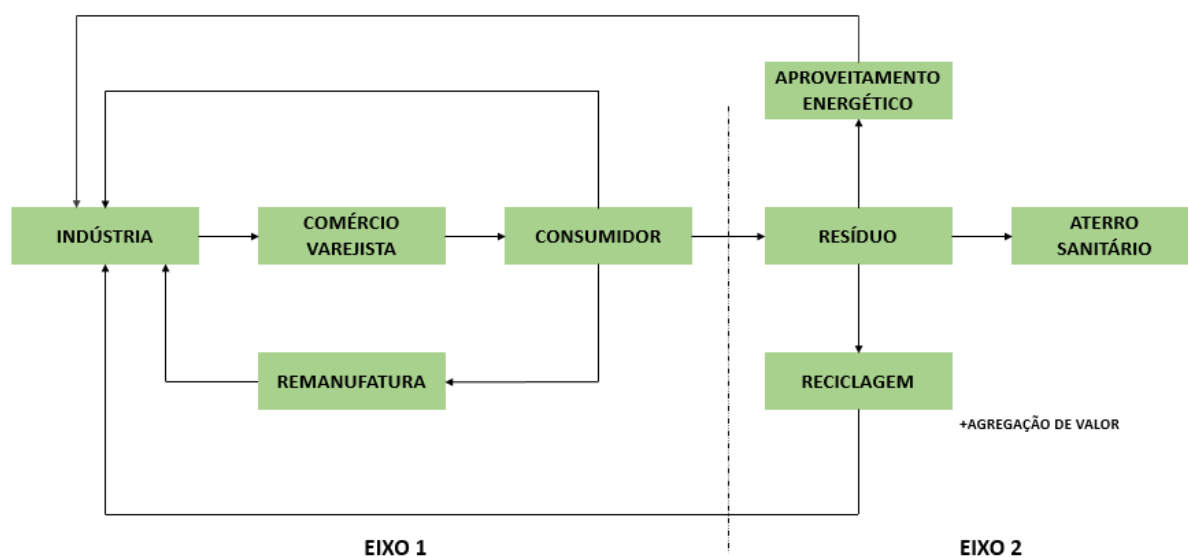 APROVEITAMENTO
ENERGÉTICO
INDÚSTRIA
COMÉRCIO
VAREJISTA
CONSUMIDOR
RESÍDUO
ATERRO
SANITÁRIO
REMANUFATURA
RECICLAGEM
+AGREGAÇÃO DE VALOR
EIXO 1
EIXO 2